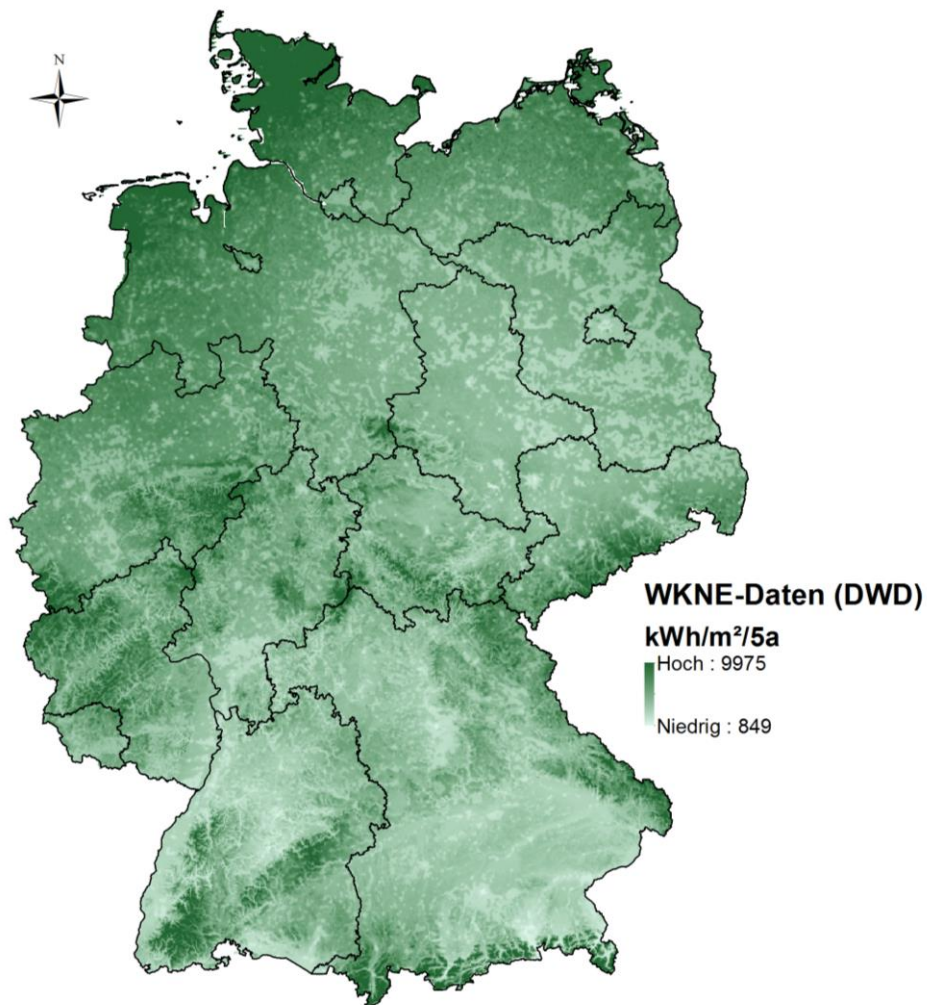 N
WKNE-Daten (DWD)
kWh/m²/5a
Hoch : 9975
Niedrig : 849